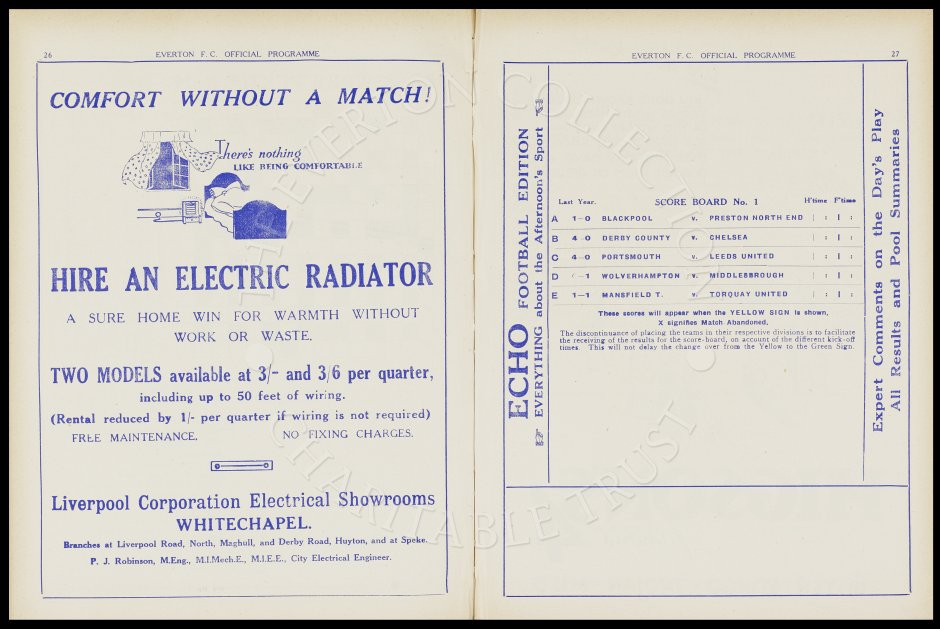 26 EVERTON F.C. OFFICIAL PROGRAMME
COMFORT WITHOUT A MATCH!
There's nothing
LIKE BEING COMFORTABLE
HIRE AN ELECTRIC RADIATOR
A SURE HOME WIN FOR WARMTH WITHOUT
WORK OR WASTE.
TWO MODELS available at 3/- and 3/6 per quarter,
including up to 50 feet of wiring.
(Rental reduced by 1/- per quarter if wiring is not required)
FREE MAINTENANCE. NO FIXING CHARGES.
Liverpool Corporation Electrical Showrooms
WHITECHAPEL.
Branches at Liverpool Road, North, Maghull, and Derby Road, Huyton, and at Speke.
P. J. Robinson, M.Eng., M.I.Mech.E., M.I.E.E., City Electrical Engineer.
EVERTON F.C. OFFICIAL PROGRAMME 27
ECHO FOOTBALL EDITION
EVERYTHING about the Afternoon's Sport
Last Year. SCORE BOARD No. 1 H'time F'time
A 1-0 BLACKPOOL v. PRESTON NORTH END : :
B 4-0 DERBY COUNTY v. CHELSEA : :
C 4-0 PORTSMOUTH v. LEEDS UNITED : :
D -1 WOLVERHAMPTON v. MIDDLESBROUGH : :
E 1-1 MANSFIELD T. v. TORQUAY UNITED : :
These scores will appear when the YELLOW SIGN is shown.
X signifies Match Abandoned.
The discontinuance of placing the teams in their respective divisions is to facilitate
the receiving of the results for the score-board, on account of the different kick-off
times. This will not delay the change over from the Yellow to the Green Sign.
Expert Comments on the Day's Play
All Results and Pool Summaries
THE EVERTON COLLECTION
CHARITABLE TRUST